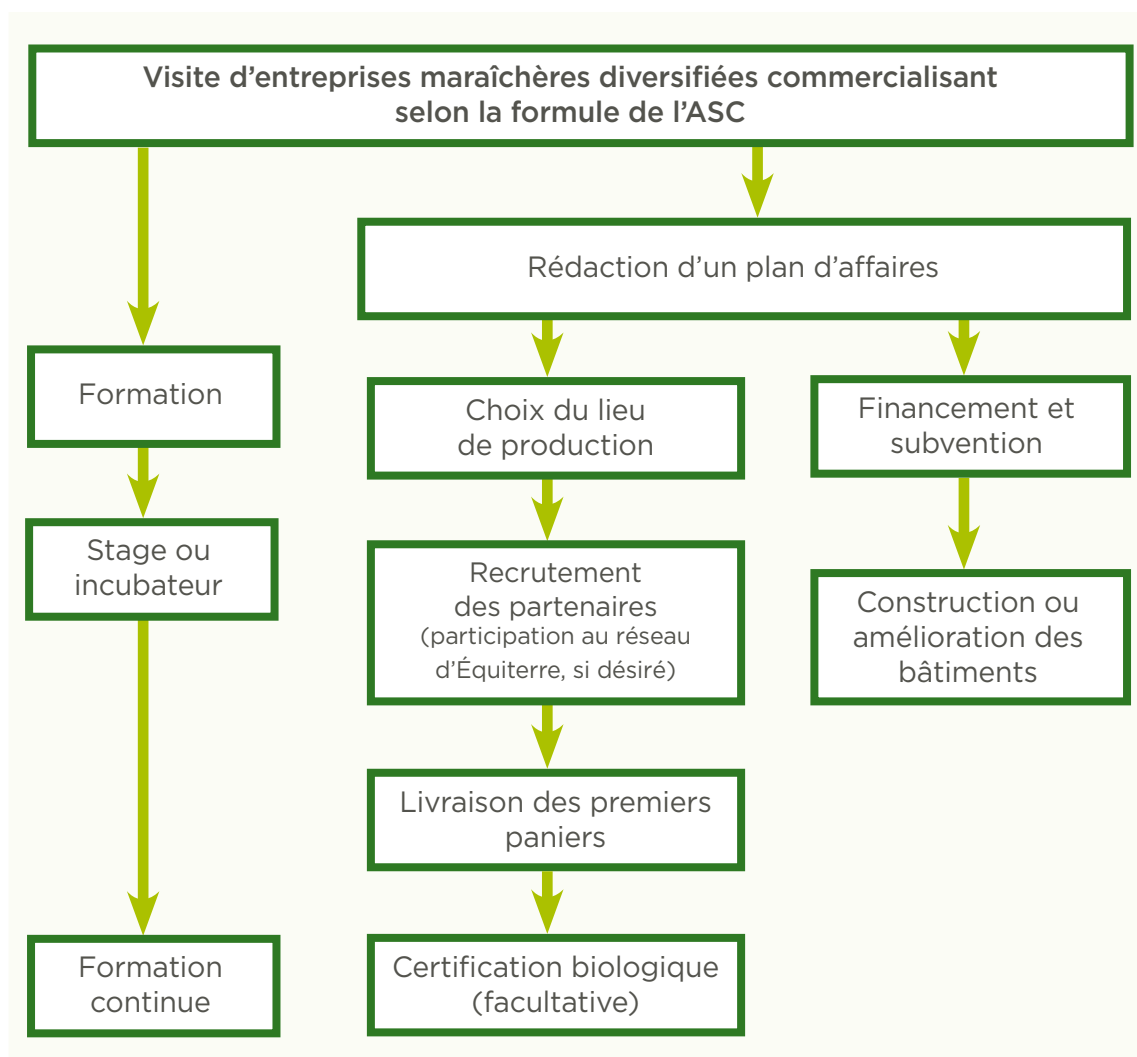 Visite d'entreprises maraîchères diversifiées commercialisant
selon la formule de l'ASC
Rédaction d'un plan d'affaires
Formation
Choix du lieu
de production
Financement et
subvention
Stage ou
incubateur
Recrutement
des partenaires
(participation au réseau
d'Équiterre, si désiré)
Construction ou
amélioration des
bâtiments
Livraison des premiers
paniers
Formation
continue
Certification biologique
(facultative)